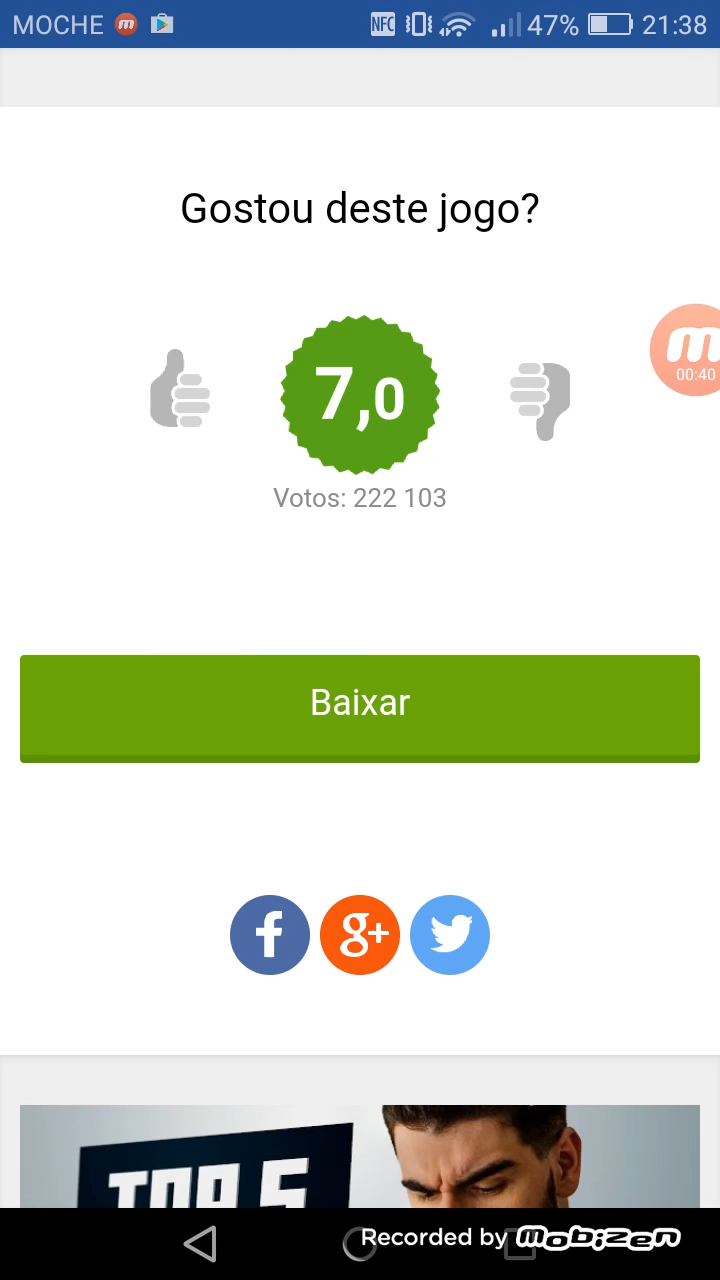 MOCHE m NFC 47% 21:38
Gostou deste jogo?
7,0
m
00:40
Votos: 222 103
Baixar
f g+
TOP 5
Recorded by mobizen